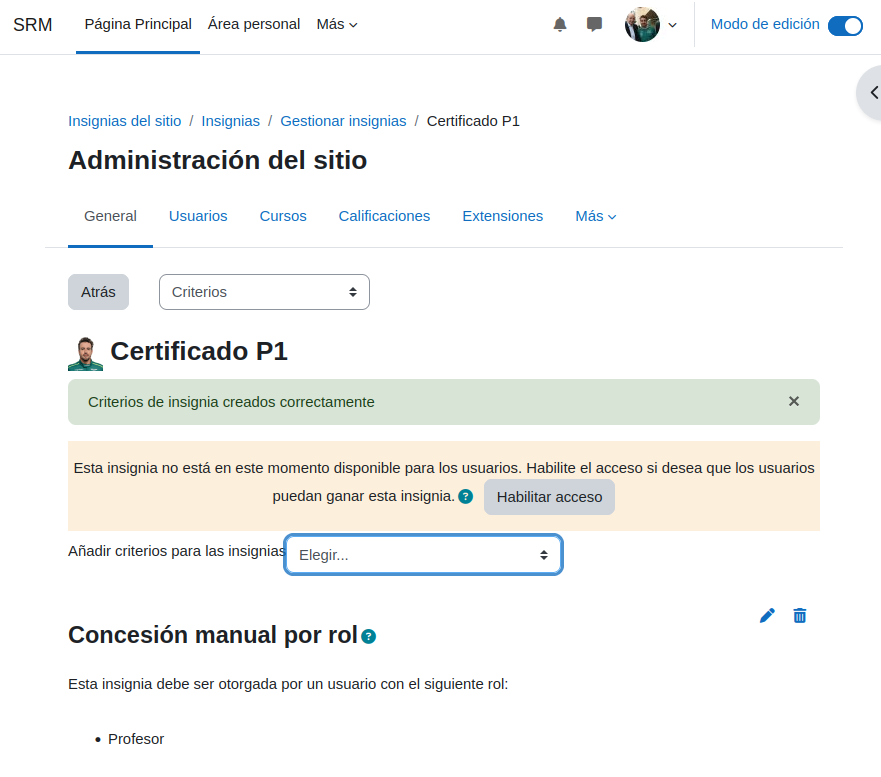 SRM Página Principal Área personal Más Modo de edición
Insignias del sitio / Insignias / Gestionar insignias / Certificado P1
Administración del sitio
General Usuarios Cursos Calificaciones Extensiones Más
Atrás Criterios
Certificado P1
Criterios de insignia creados correctamente ×
Esta insignia no está en este momento disponible para los usuarios. Habilite el acceso si desea que los usuarios
puedan ganar esta insignia. ? Habilitar acceso
Añadir criterios para las insignias Elegir...
Concesión manual por rol ?
Esta insignia debe ser otorgada por un usuario con el siguiente rol:
• Profesor